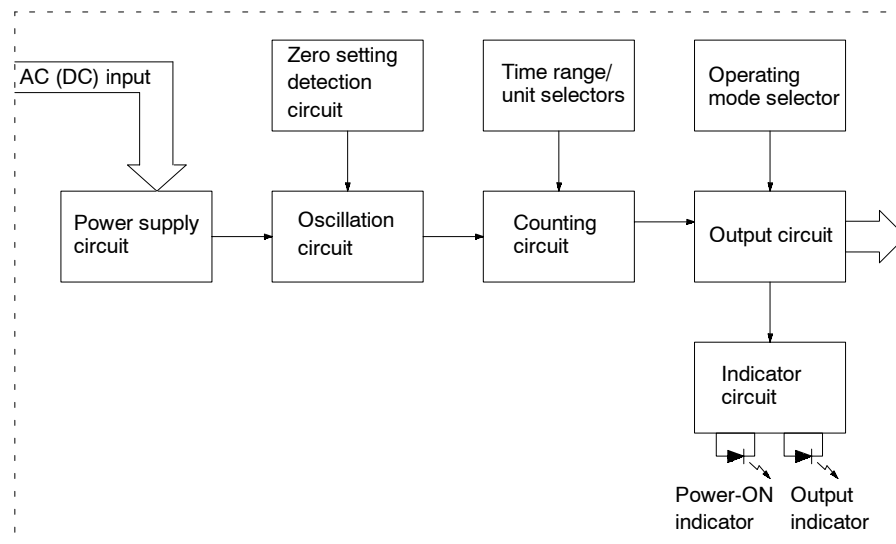 AC (DC) input
Zero setting
detection
circuit
Time range/
unit selectors
Operating
mode selector
Power supply
circuit
Oscillation
circuit
Counting
circuit
Output circuit
Indicator
circuit
Power-ON
indicator
Output
indicator